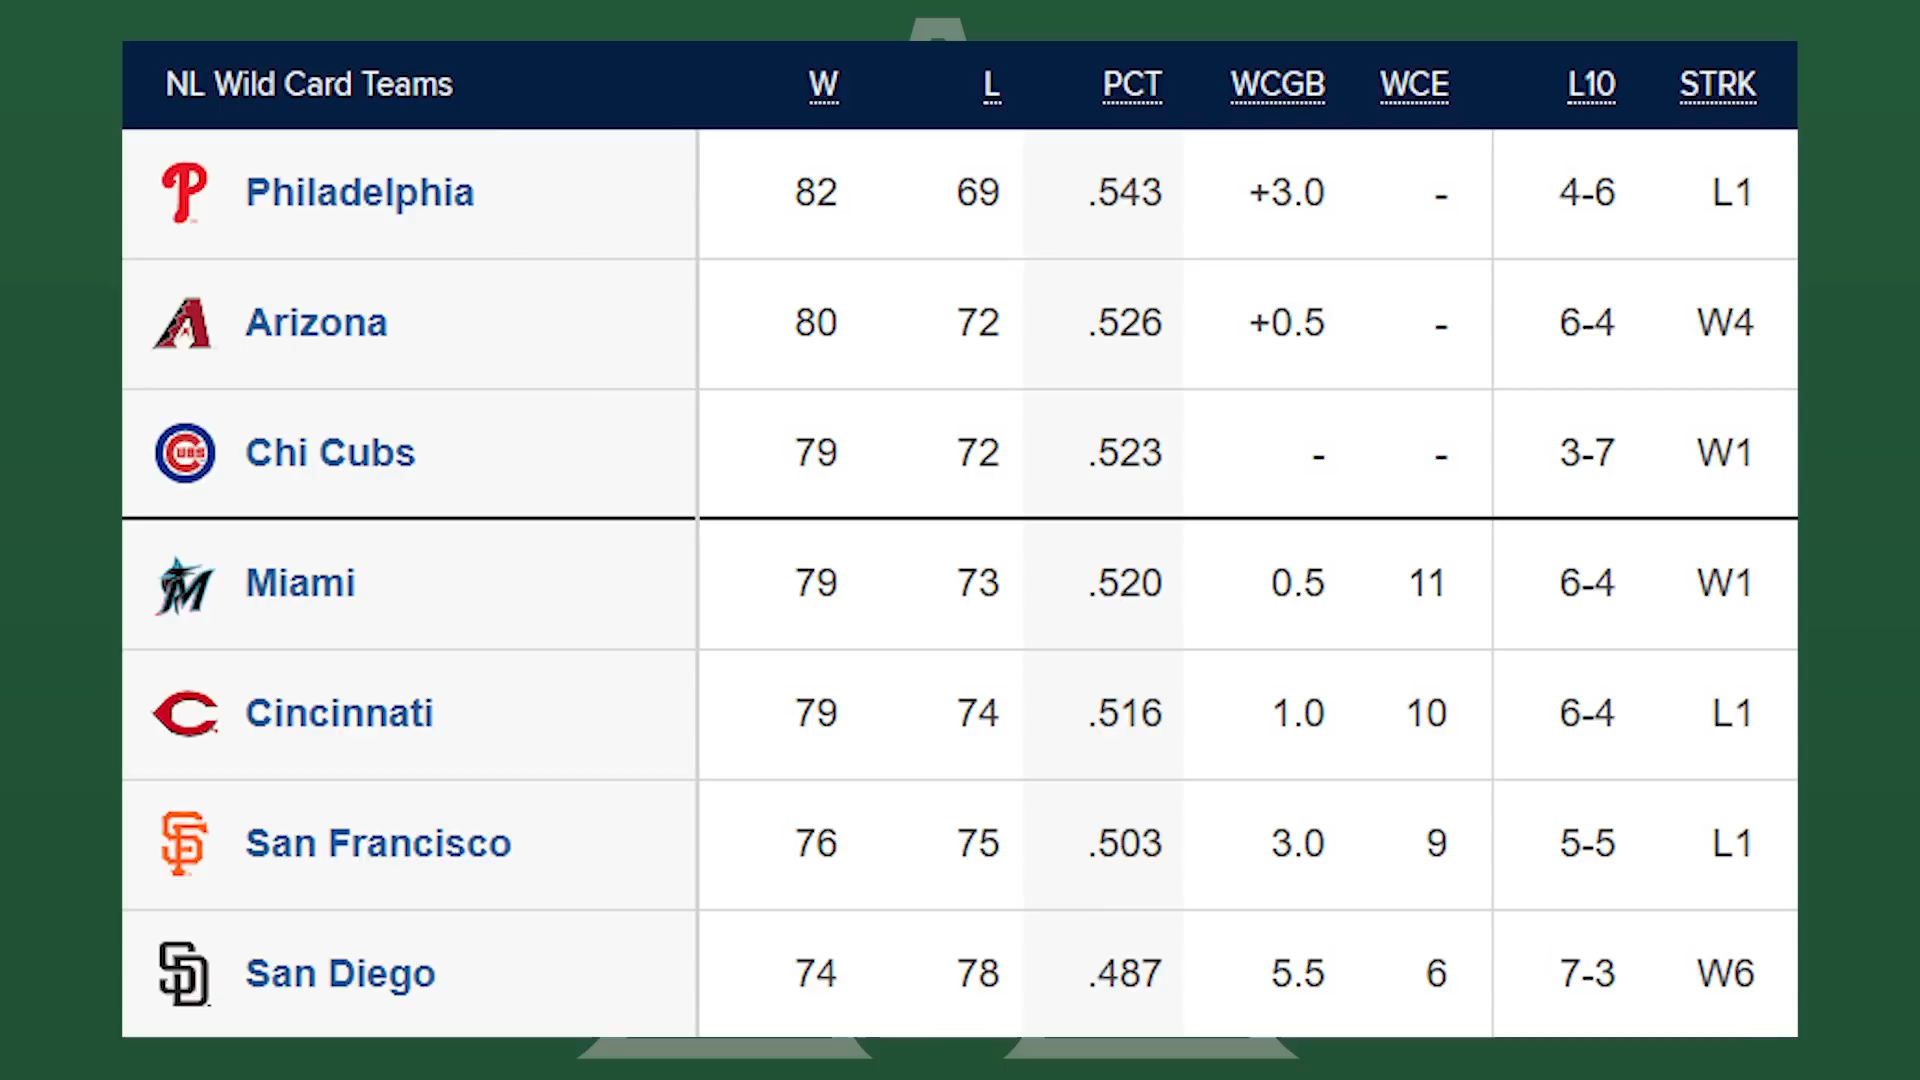 NL Wild Card Teams W L PCT WCGB WCE L10 STRK
Philadelphia 82 69 .543 +3.0 - 4-6 L1
Arizona 80 72 .526 +0.5 - 6-4 W4
CUBS Chi Cubs 79 72 .523 - - 3-7 W1
Miami 79 73 .520 0.5 11 6-4 W1
Cincinnati 79 74 .516 1.0 10 6-4 L1
San Francisco 76 75 .503 3.0 9 5-5 L1
San Diego 74 78 .487 5.5 6 7-3 W6